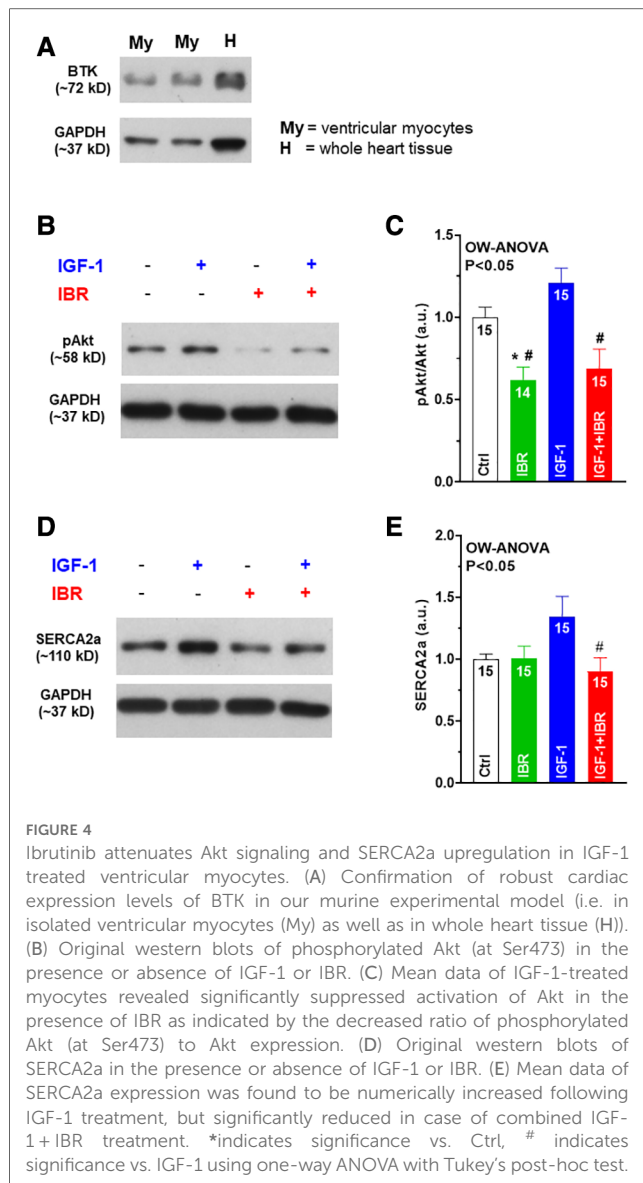 A
My My H
BTK
(~72 kD)
GAPDH
(~37 kD)
My = ventricular myocytes
H = whole heart tissue
B
IGF-1 - + - +
IBR - - + +
pAkt
(~58 kD)
GAPDH
(~37 kD)
C
OW-ANOVA
P<0.05
pAkt/Akt (a.u.)
1.5
1.0
0.5
0.0
15
* #
14
15
#
15
Ctrl
IBR
IGF-1
IGF-1+IBR
D
IGF-1 - + - +
IBR - - + +
SERCA2a
(~110 kD)
GAPDH
(~37 kD)
E
OW-ANOVA
P<0.05
SERCA2a (a.u.)
2.0
1.5
1.0
0.5
0.0
15
15
15
#
15
Ctrl
IBR
IGF-1
IGF-1+IBR
FIGURE 4
Ibrutinib attenuates Akt signaling and SERCA2a upregulation in IGF-1
treated ventricular myocytes. (A) Confirmation of robust cardiac
expression levels of BTK in our murine experimental model (i.e. in
isolated ventricular myocytes (My) as well as in whole heart tissue (H)).
(B) Original western blots of phosphorylated Akt (at Ser473) in the
presence or absence of IGF-1 or IBR. (C) Mean data of IGF-1-treated
myocytes revealed significantly suppressed activation of Akt in the
presence of IBR as indicated by the decreased ratio of phosphorylated
Akt (at Ser473) to Akt expression. (D) Original western blots of
SERCA2a in the presence or absence of IGF-1 or IBR. (E) Mean data of
SERCA2a expression was found to be numerically increased following
IGF-1 treatment, but significantly reduced in case of combined IGF-
1 + IBR treatment. *indicates significance vs. Ctrl, # indicates
significance vs. IGF-1 using one-way ANOVA with Tukey's post-hoc test.